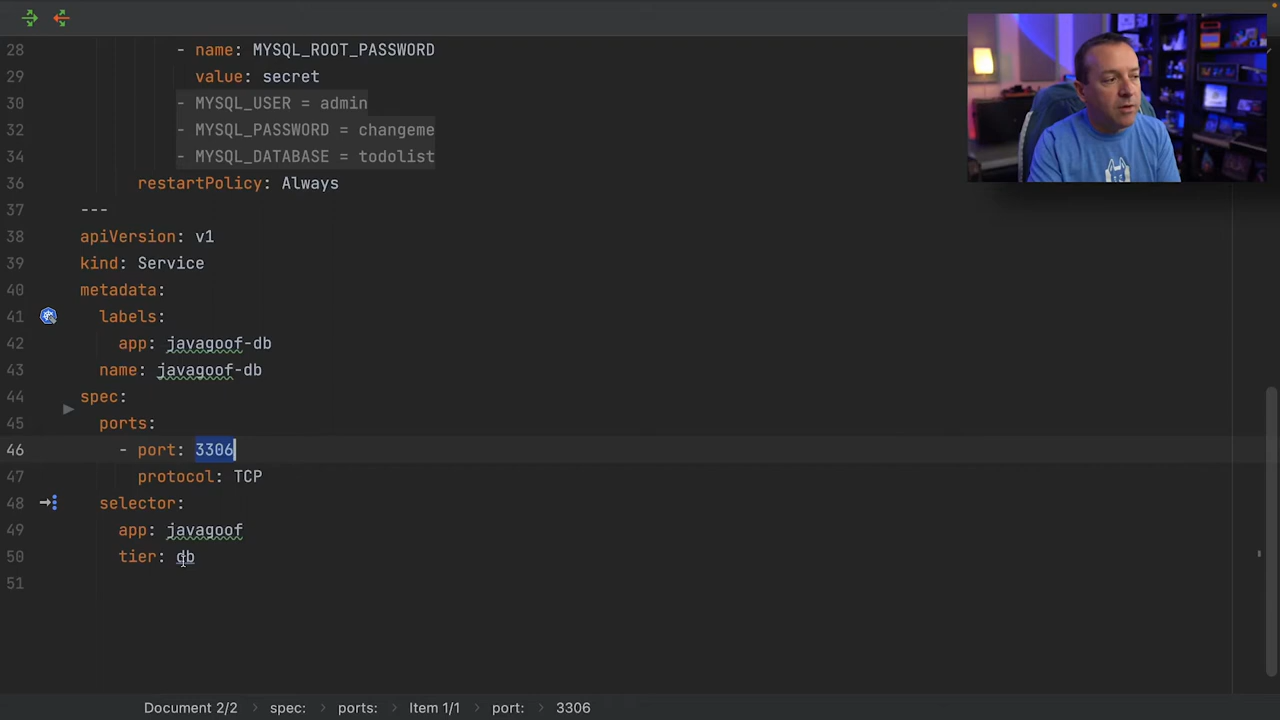 28 - name: MYSQL_ROOT_PASSWORD
29 value: secret
30 - MYSQL_USER = admin
32 - MYSQL_PASSWORD = changeme
34 - MYSQL_DATABASE = todolist
36 restartPolicy: Always
37 ---
38 apiVersion: v1
39 kind: Service
40 metadata:
41 labels:
42 app: javagoof-db
43 name: javagoof-db
44 spec:
45 ports:
46 - port: 3306
47 protocol: TCP
48 selector:
49 app: javagoof
50 tier: db
51
Document 2/2 > spec: > ports: > Item 1/1 > port: > 3306